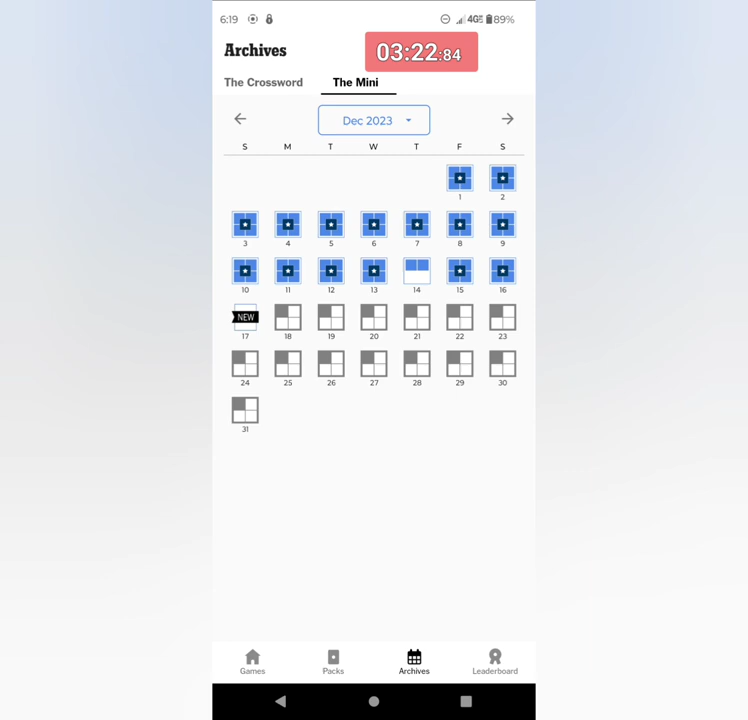 6:19 4GE 89%
Archives
03:22:84
The Crossword The Mini
Dec 2023
S M T W T F S
1 2
3 4 5 6 7 8 9
10 11 12 13 14 15 16
NEW
17 18 19 20 21 22 23
24 25 26 27 28 29 30
31
Games Packs Archives Leaderboard